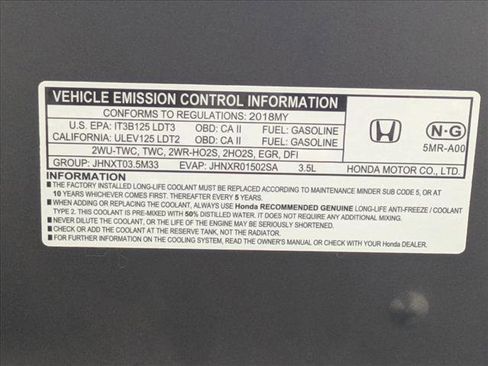 VEHICLE EMISSION CONTROL INFORMATION
CONFORMS TO REGULATIONS: 2018MY
U.S. EPA: IT3B125 LDT3 OBD: CA II FUEL: GASOLINE
CALIFORNIA: ULEV125 LDT2 OBD: CA II FUEL: GASOLINE
2WU-TWC, TWC, 2WR-HO2S, 2HO2S, EGR, DFI
GROUP: JHNXT03.5M33 EVAP: JHNXR01502SA 3.5L
HONDA
N-G
5MR-A00
HONDA MOTOR CO., LTD.
INFORMATION
■ THE FACTORY INSTALLED LONG-LIFE COOLANT MUST BE REPLACED ACCORDING TO MAINTENANCE MINDER SUB CODE 5, OR AT
10 YEARS WHICHEVER COMES FIRST. THEREAFTER EVERY 5 YEARS.
■ WHEN ADDING OR REPLACING THE COOLANT, ALWAYS USE Honda RECOMMENDED GENUINE LONG-LIFE ANTI-FREEZE / COOLANT
TYPE 2. THIS COOLANT IS PRE-MIXED WITH 50% DISTILLED WATER. IT DOES NOT REQUIRE ANY ADDITIONAL MIXING.
■ NEVER DILUTE THE COOLANT, OR THE LIFE OF THE ENGINE MAY BE SERIOUSLY SHORTENED.
■ CHECK OR ADD THE COOLANT AT THE RESERVE TANK, NOT THE RADIATOR.
■ FOR FURTHER INFORMATION ON THE COOLING SYSTEM, READ THE OWNER'S MANUAL OR CHECK WITH YOUR Honda DEALER.